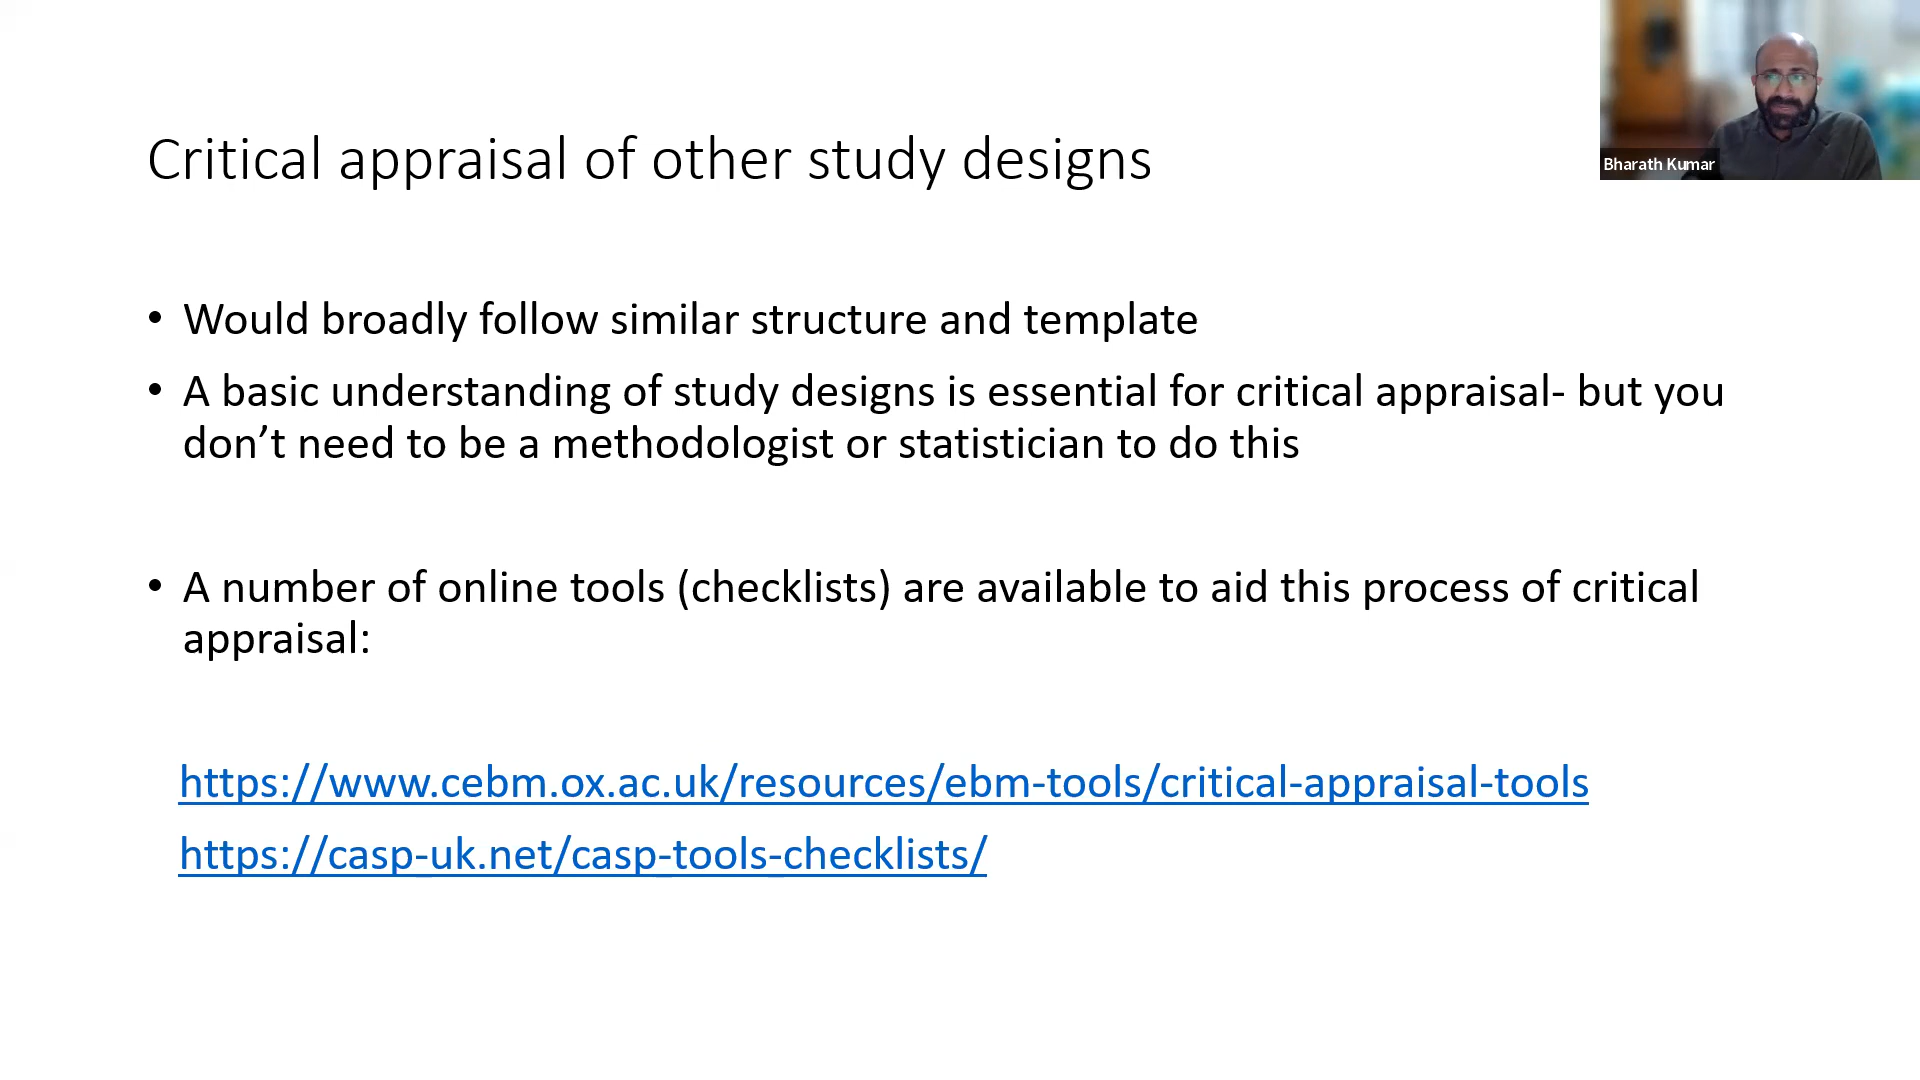 Bharath Kumar
Critical appraisal of other study designs
• Would broadly follow similar structure and template
• A basic understanding of study designs is essential for critical appraisal- but you
don’t need to be a methodologist or statistician to do this
• A number of online tools (checklists) are available to aid this process of critical
appraisal:
https://www.cebm.ox.ac.uk/resources/ebm-tools/critical-appraisal-tools
https://casp-uk.net/casp-tools-checklists/